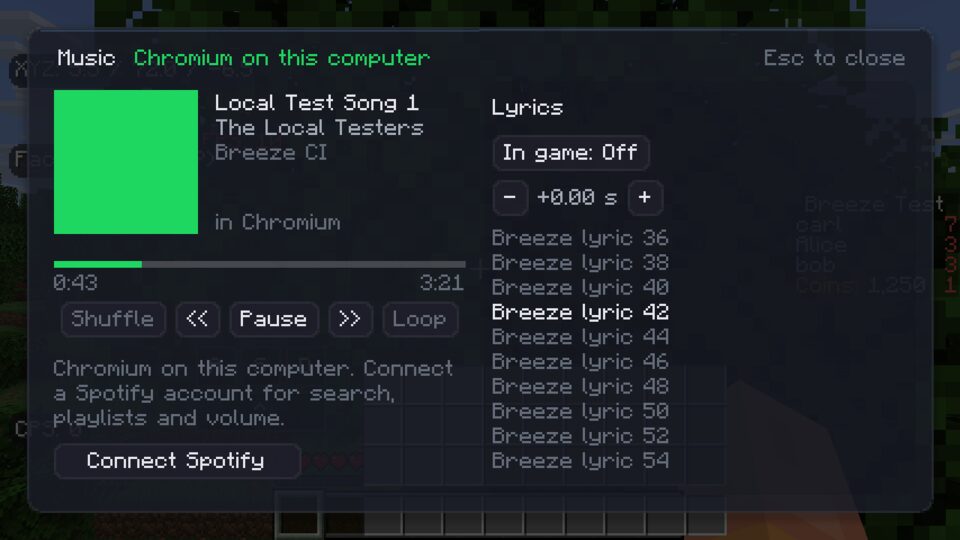 Music Chromium on this computer
Esc to close
Local Test Song 1
The Local Testers
Breeze CI
in Chromium
0:43
3:21
Shuffle
<<
Pause
>>
Loop
Chromium on this computer. Connect
a Spotify account for search,
playlists and volume.
Connect Spotify
Lyrics
In game: Off
- +0.00 s +
Breeze lyric 36
Breeze lyric 38
Breeze lyric 40
Breeze lyric 42
Breeze lyric 44
Breeze lyric 46
Breeze lyric 48
Breeze lyric 50
Breeze lyric 52
Breeze lyric 54
Breeze Test
carl 7
Alice 3
bob 3
Coins: 1,250 1